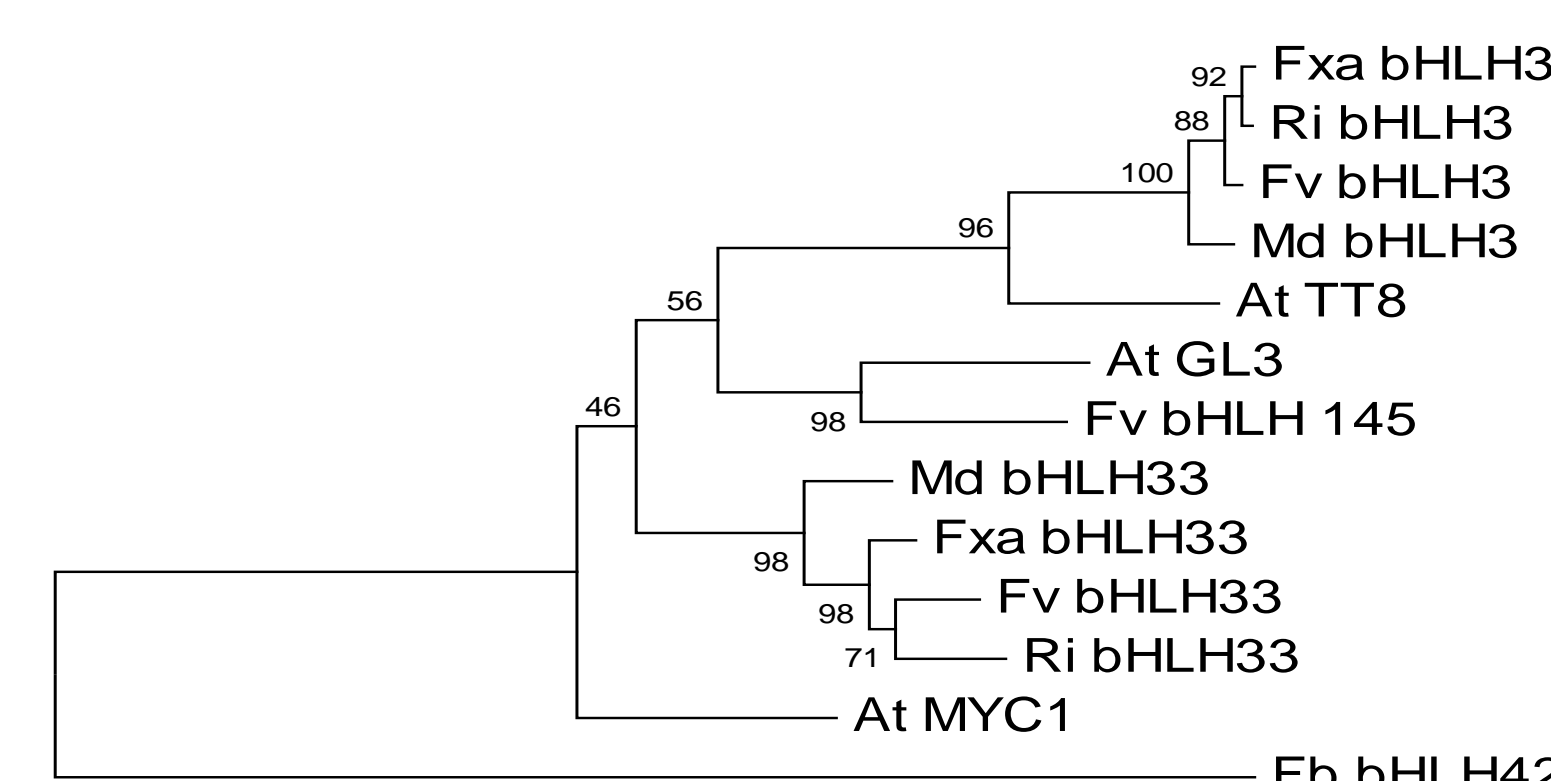 Fxa bHLH3
92
Ri bHLH3
88
100
Fv bHLH3
96
Md bHLH3
56
At TT8
At GL3
46
98
Fv bHLH 145
Md bHLH33
98
Fxa bHLH33
98
Fv bHLH33
71
Ri bHLH33
At MYC1
bHLH42